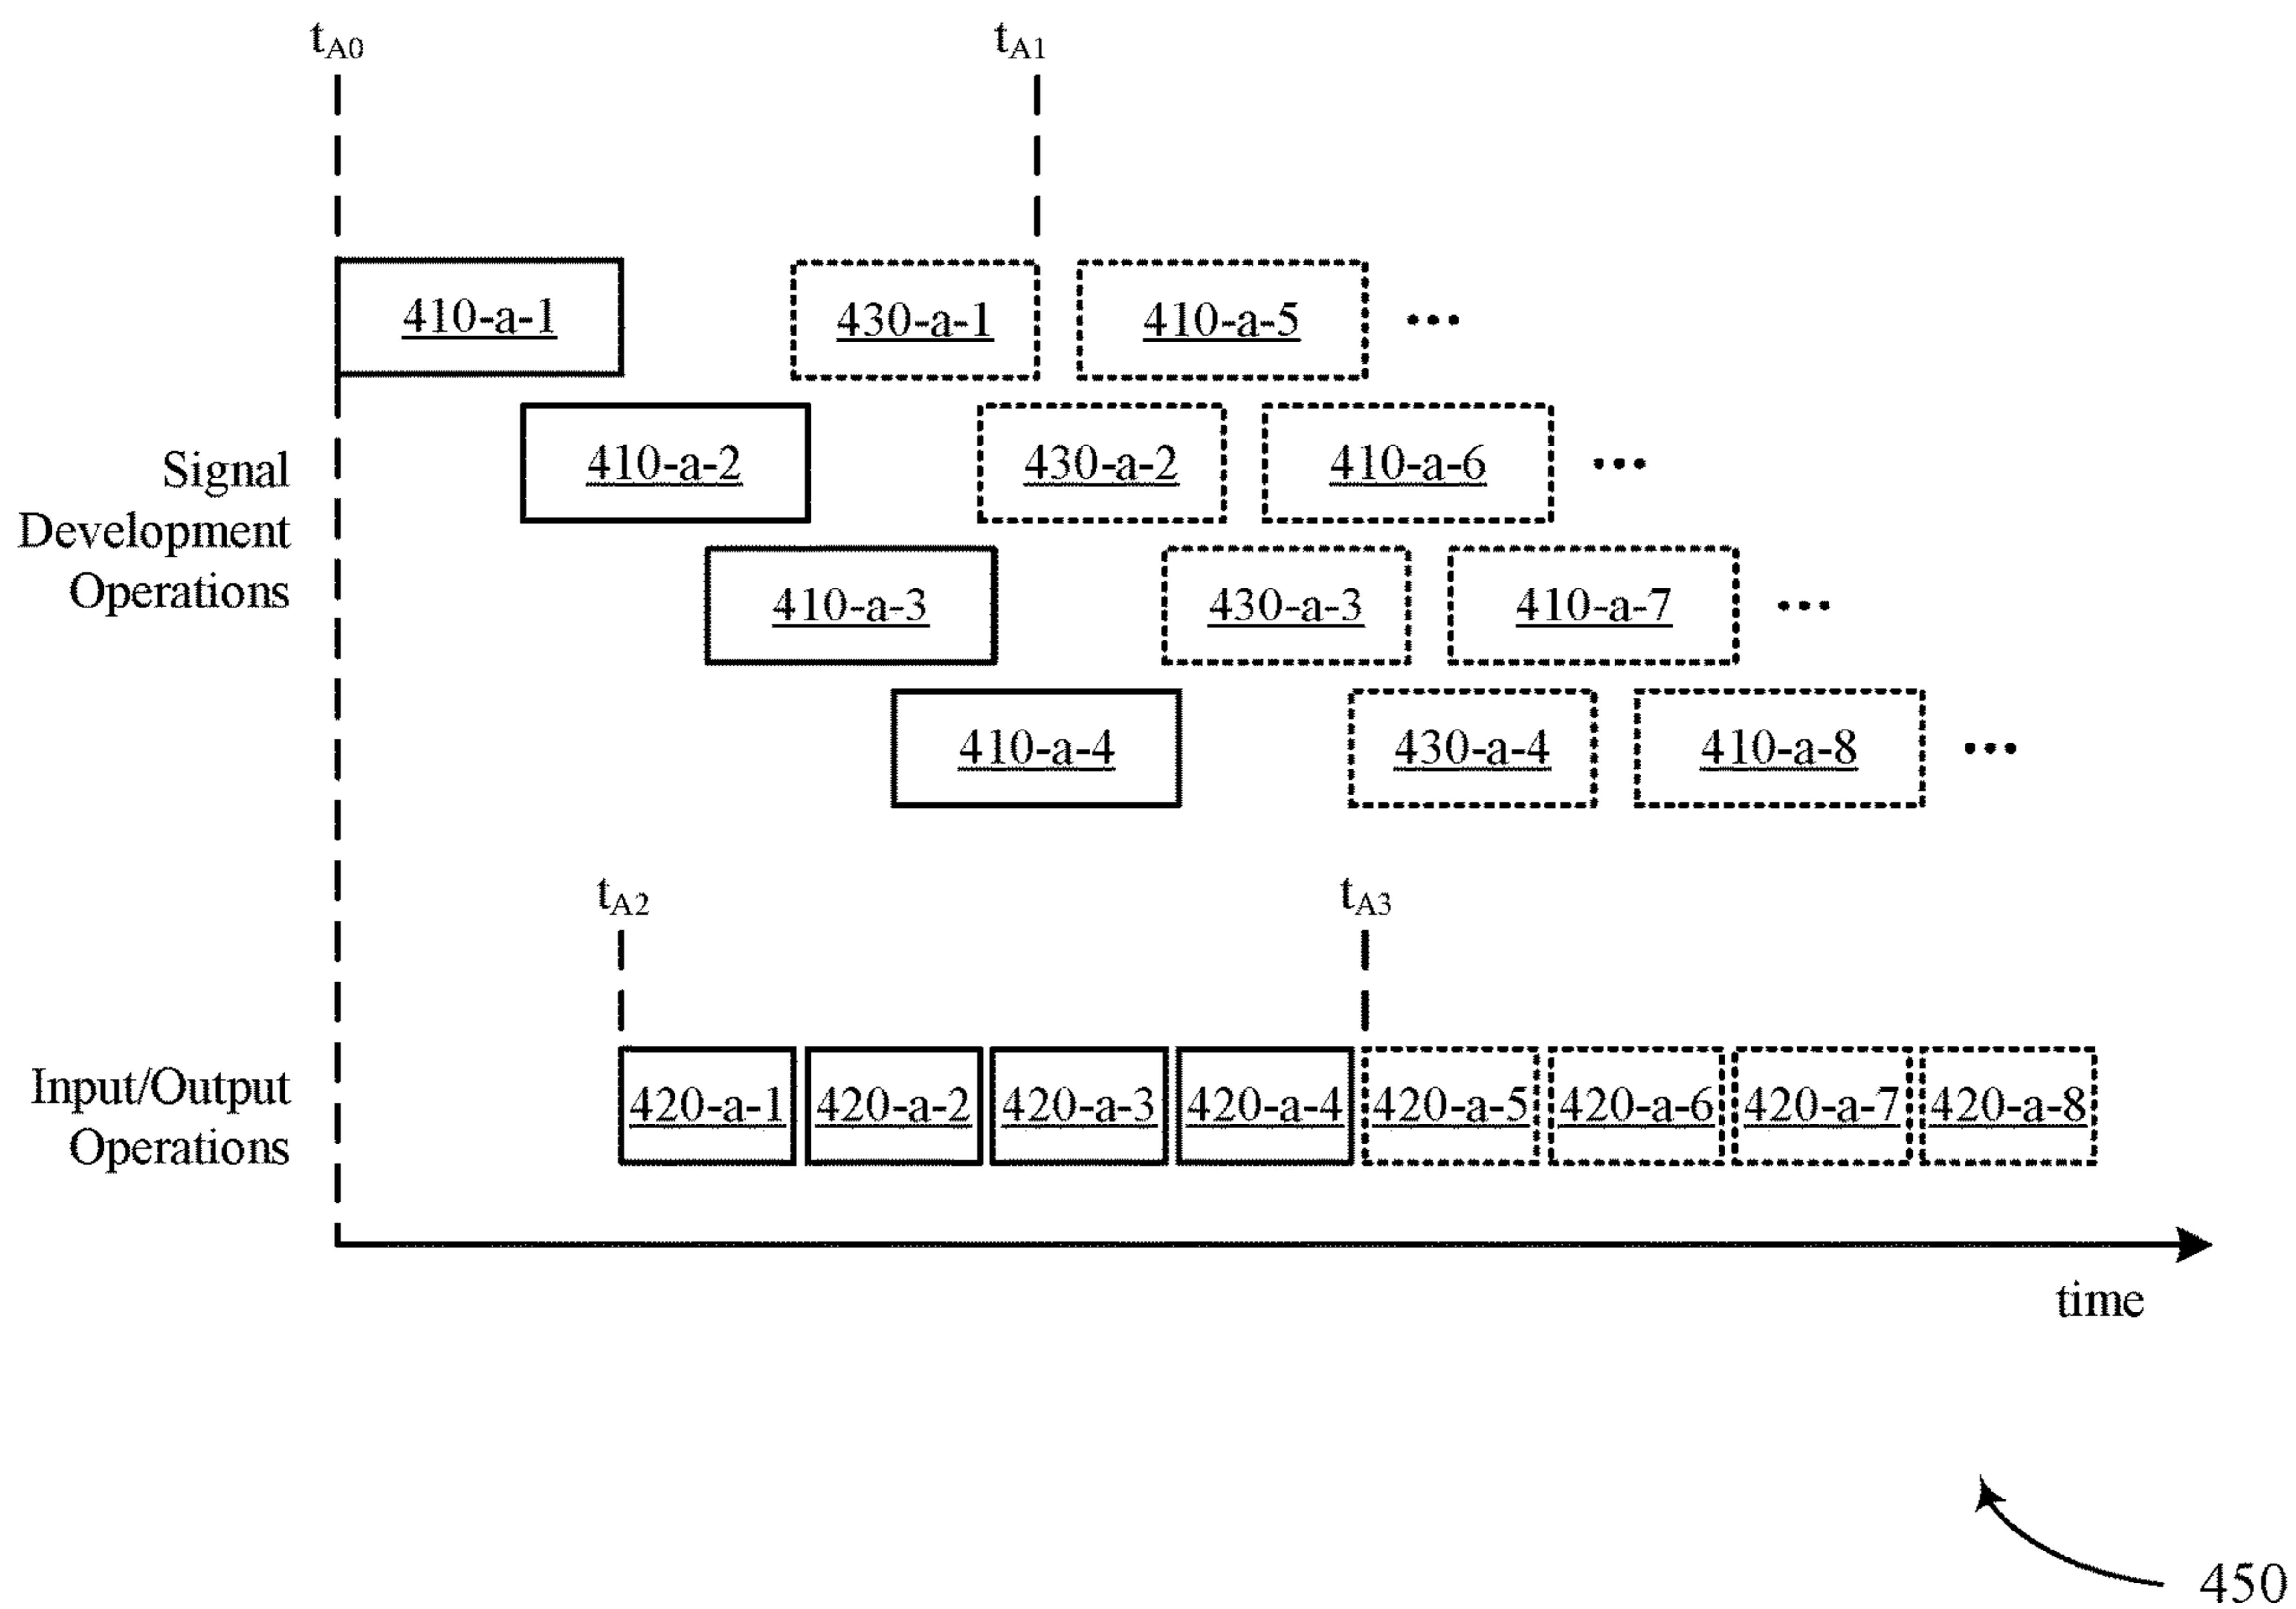 tA0 tA1
410-a-1 430-a-1 410-a-5 •••
410-a-2 430-a-2 410-a-6 •••
Signal
Development
Operations
410-a-3 430-a-3 410-a-7 •••
410-a-4 430-a-4 410-a-8 •••
tA2 tA3
Input/Output
Operations
420-a-1 420-a-2 420-a-3 420-a-4 420-a-5 420-a-6 420-a-7 420-a-8
time
450